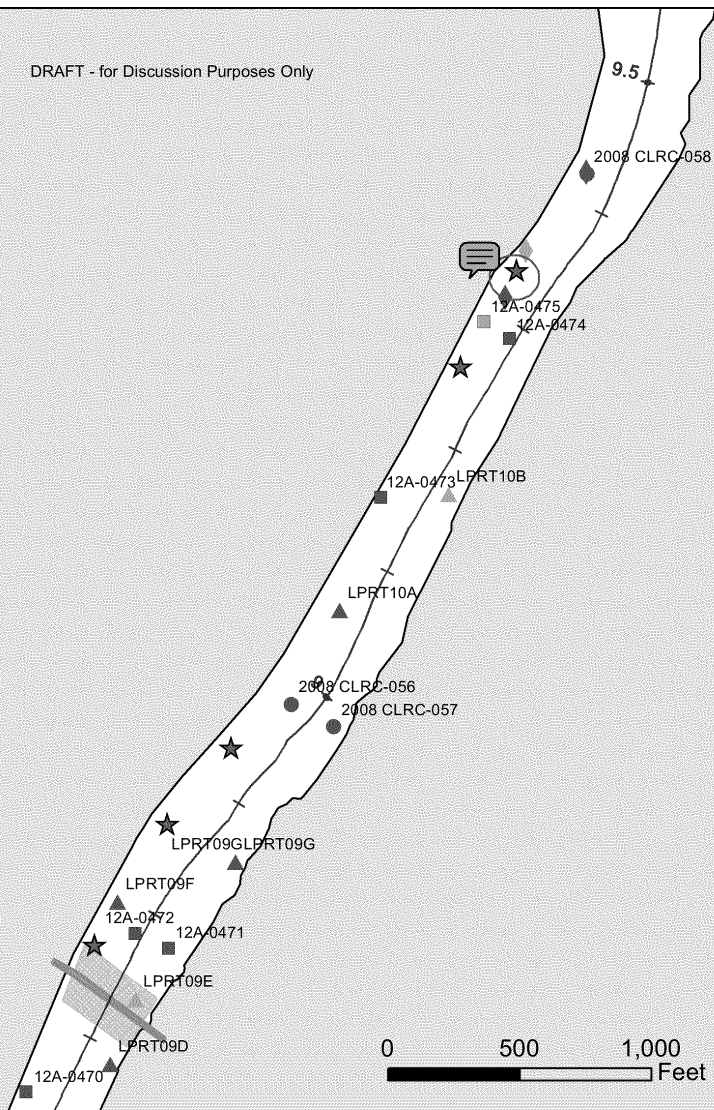 9.5
DRAFT - for Discussion Purposes Only
2008 CLRC-058
12A-0475
12A-0474
12A-0473
LPRT10B
LPRT10A
9
2008 CLRC-056
2008 CLRC-057
LPRT09GLPRT09G
LPRT09F
12A-0472
12A-0471
LPRT09E
LPRT09D
12A-0470
0 500 1,000
Feet